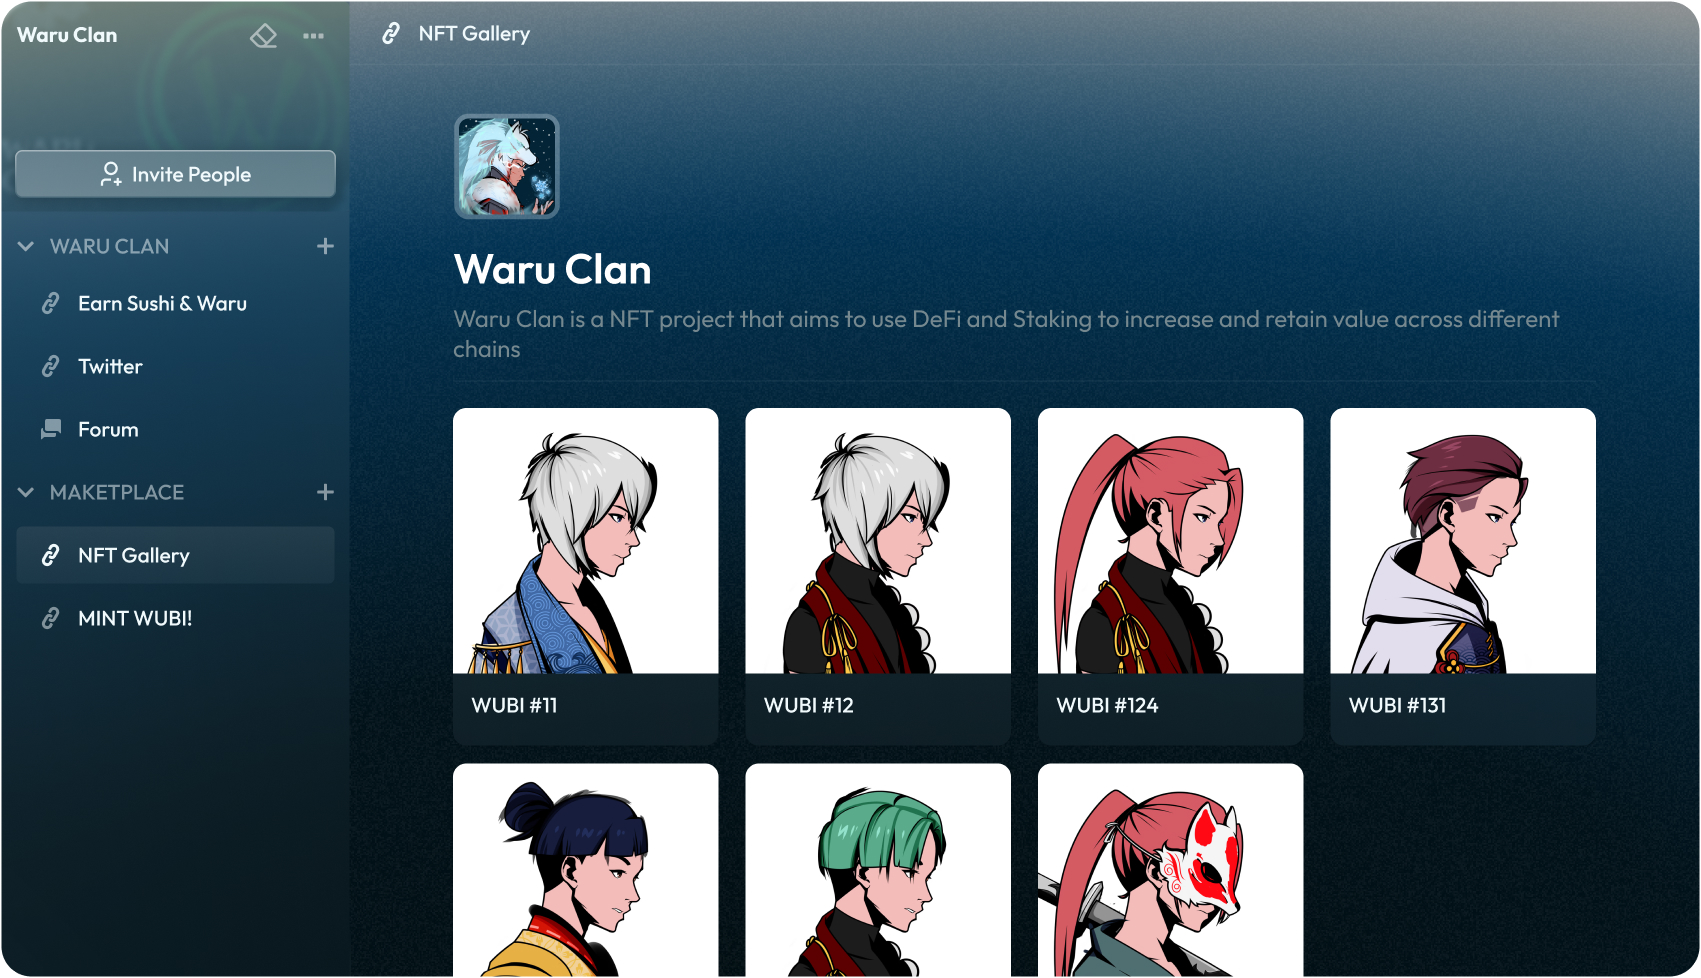 Waru Clan
NFT Gallery
Invite People
WARU CLAN
Earn Sushi & Waru
Twitter
Forum
MAKETPLACE
NFT Gallery
MINT WUBI!
Waru Clan
Waru Clan is a NFT project that aims to use DeFi and Staking to increase and retain value across different
chains
WUBI #11
WUBI #12
WUBI #124
WUBI #131